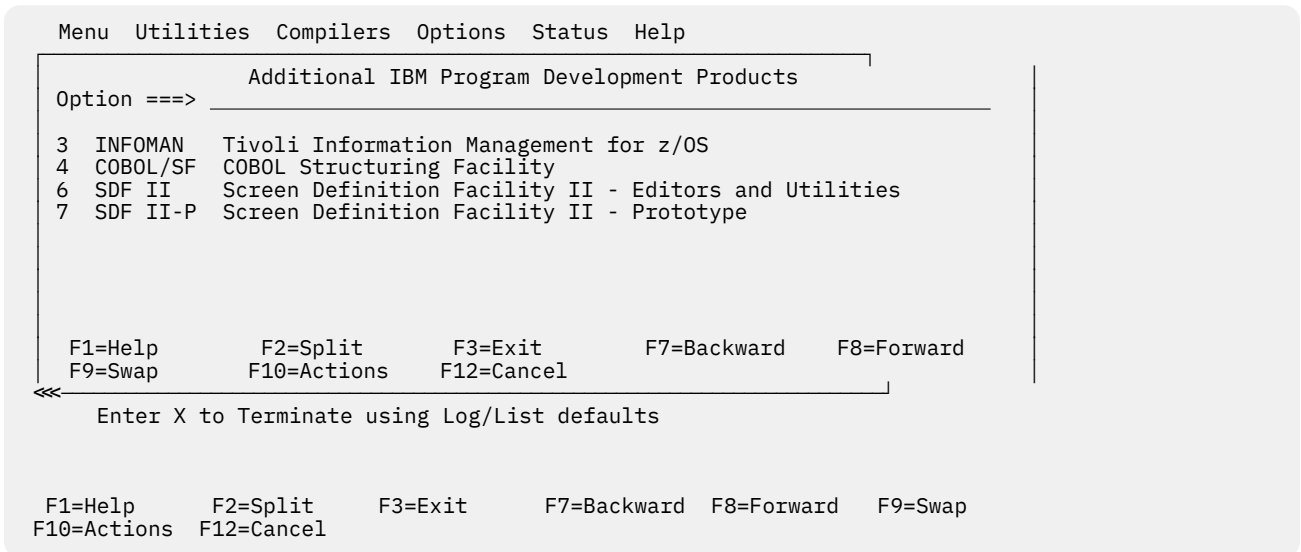 Menu  Utilities  Compilers  Options  Status  Help
Additional IBM Program Development Products
Option ===> ______________________________
3  INFOMAN   Tivoli Information Management for z/OS
4  COBOL/SF  COBOL Structuring Facility
6  SDF II    Screen Definition Facility II - Editors and Utilities
7  SDF II-P  Screen Definition Facility II - Prototype
F1=Help        F2=Split       F3=Exit        F7=Backward    F8=Forward
F9=Swap       F10=Actions    F12=Cancel
<<<
Enter X to Terminate using Log/List defaults
F1=Help      F2=Split     F3=Exit      F7=Backward  F8=Forward   F9=Swap
F10=Actions  F12=Cancel